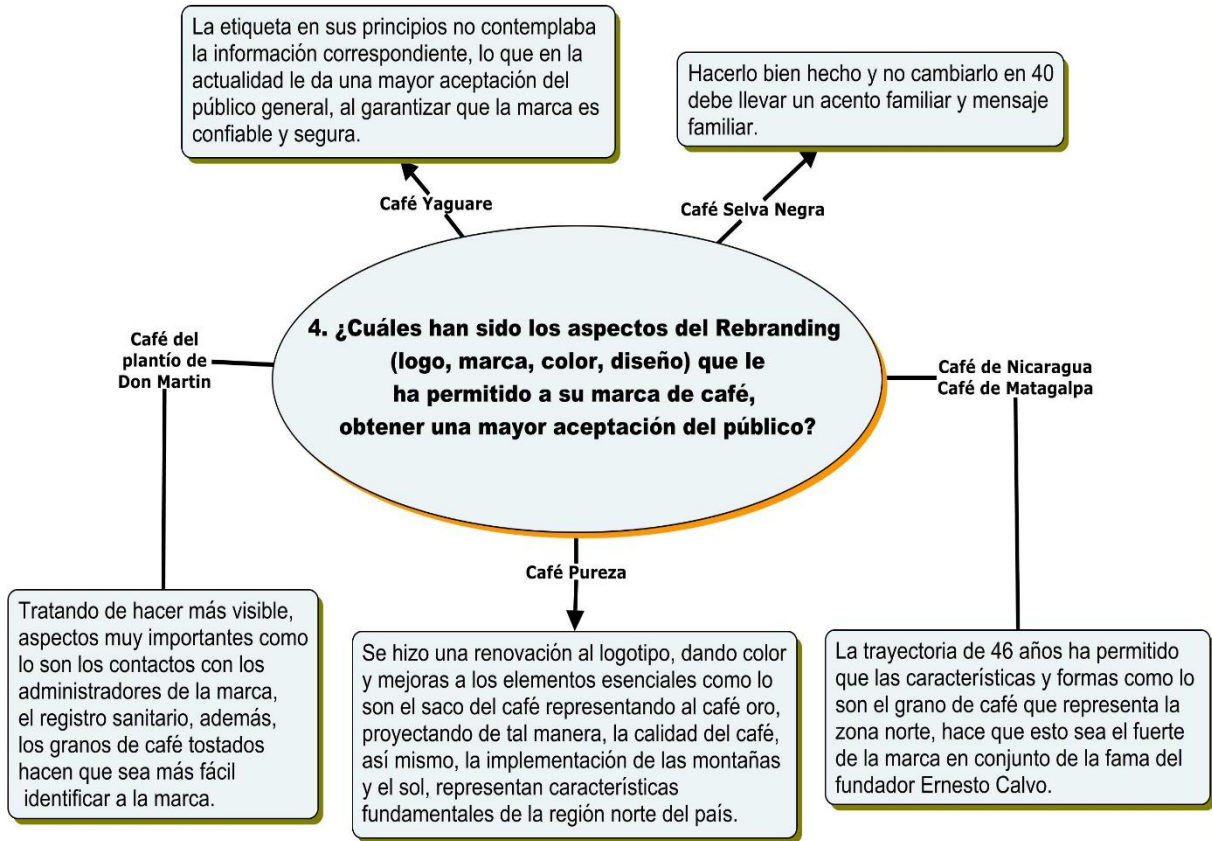 La etiqueta en sus principios no contemplaba
la información correspondiente, lo que en la
actualidad le da una mayor aceptación del
público general, al garantizar que la marca es
confiable y segura.
Hacerlo bien hecho y no cambiarlo en 40
debe llevar un acento familiar y mensaje
familiar.
Café Yaguare
Café Selva Negra
4. ¿Cuáles han sido los aspectos del Rebranding
(logo, marca, color, diseño) que le
ha permitido a su marca de café,
obtener una mayor aceptación del público?
Café del
plantío de
Don Martin
Café de Nicaragua
Café de Matagalpa
Café Pureza
Tratando de hacer más visible,
aspectos muy importantes como
lo son los contactos con los
administradores de la marca,
el registro sanitario, además,
los granos de café tostados
hacen que sea más fácil
identificar a la marca.
Se hizo una renovación al logotipo, dando color
y mejoras a los elementos esenciales como lo
son el saco del café representando al café oro,
proyectando de tal manera, la calidad del café,
así mismo, la implementación de las montañas
y el sol, representan características
fundamentales de la región norte del país.
La trayectoria de 46 años ha permitido
que las características y formas como lo
son el grano de café que representa la
zona norte, hace que esto sea el fuerte
de la marca en conjunto de la fama del
fundador Ernesto Calvo.